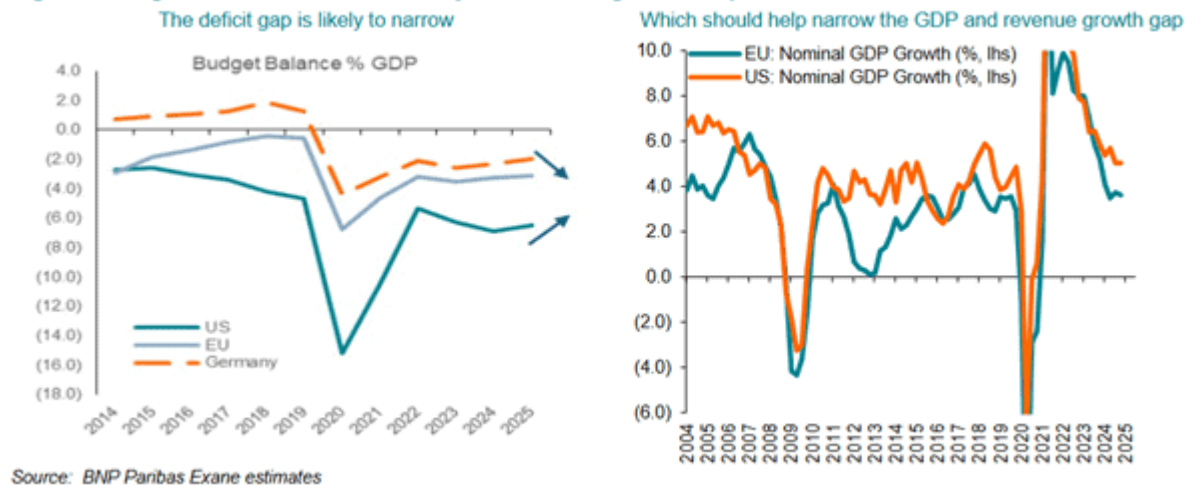 The deficit gap is likely to narrow
Budget Balance % GDP
4.0
2.0
0.0
(2.0)
(4.0)
(6.0)
(8.0)
(10.0)
(12.0)
(14.0)
(16.0)
(18.0)
US
EU
Germany
2014 2015 2016 2017 2018 2019 2020 2021 2022 2023 2024 2025
Which should help narrow the GDP and revenue growth gap
EU: Nominal GDP Growth (%, lhs)
US: Nominal GDP Growth (%, lhs)
10.0
8.0
6.0
4.0
2.0
0.0
(2.0)
(4.0)
(6.0)
2004 2005 2006 2007 2008 2009 2010 2011 2012 2013 2014 2015 2016 2017 2018 2019 2020 2021 2022 2023 2024 2025
Source: BNP Paribas Exane estimates